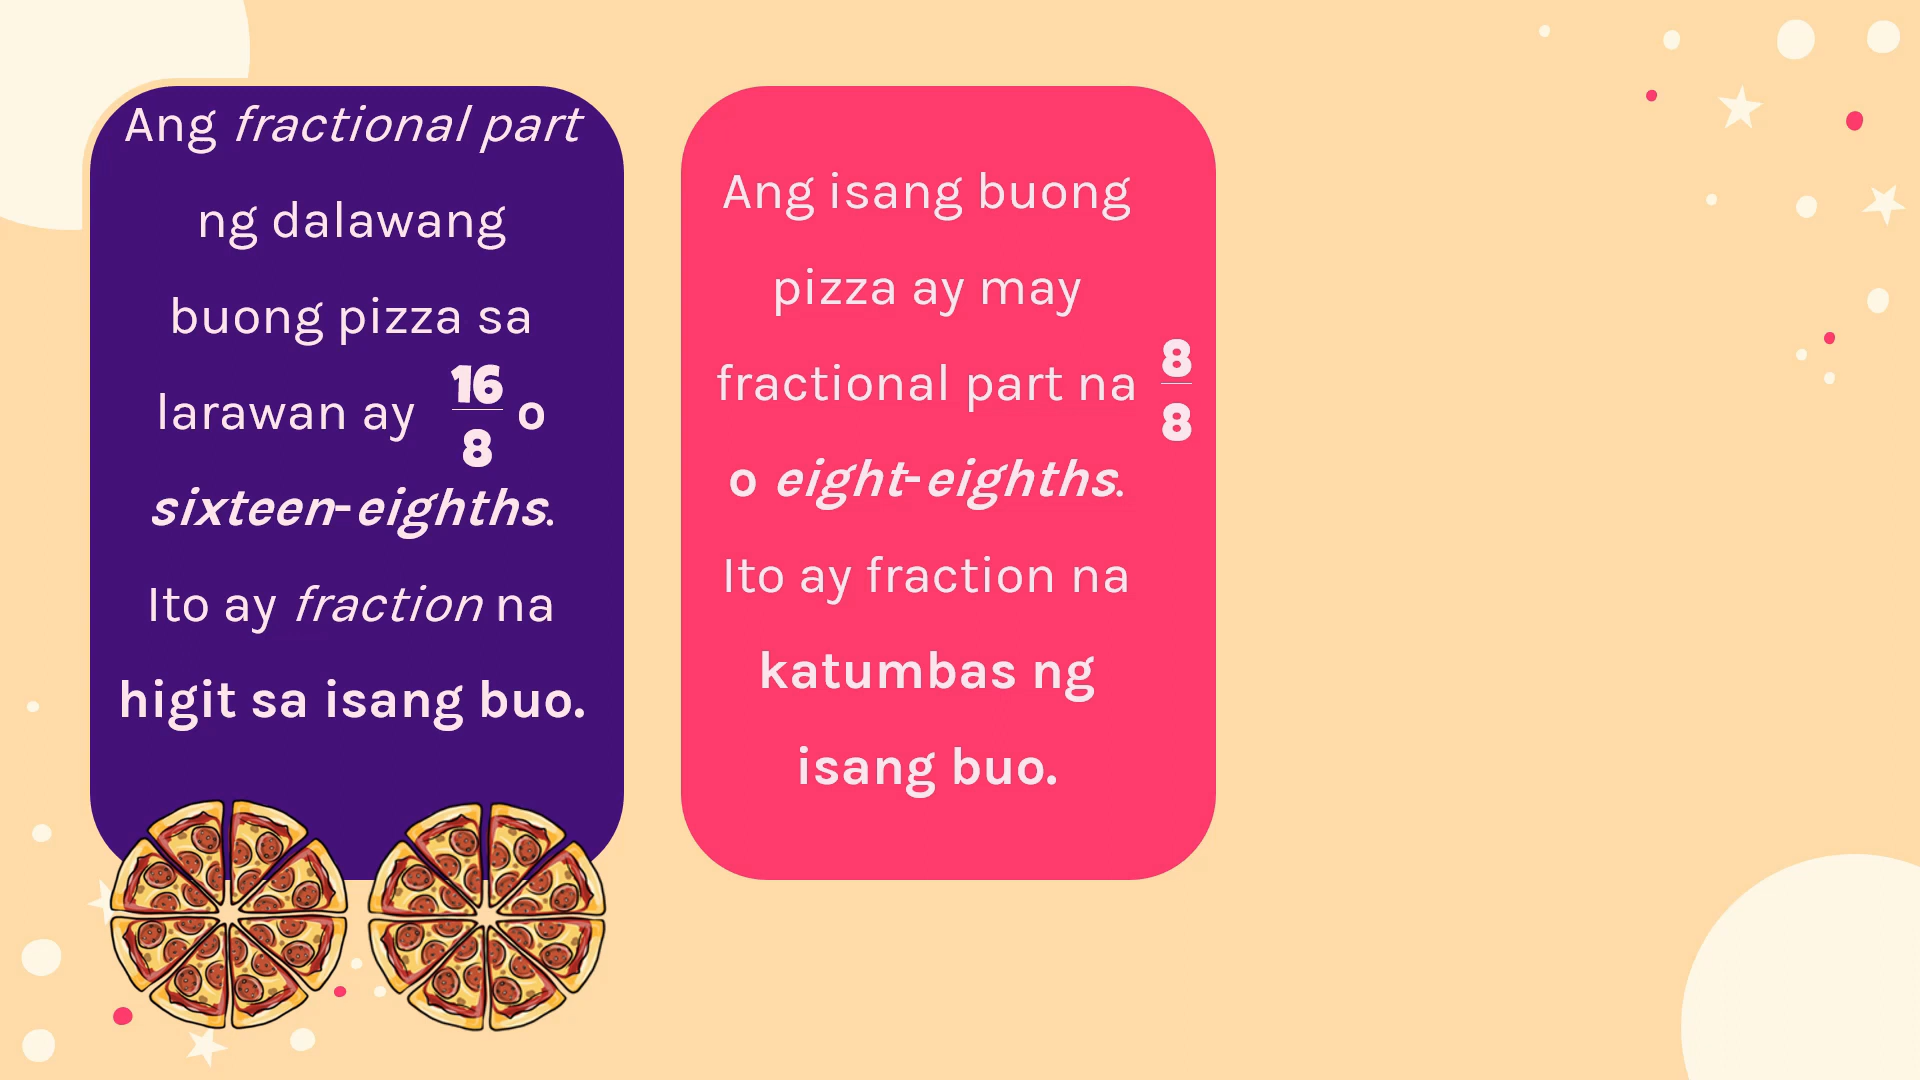 Ang fractional part
ng dalawang
buong pizza sa
larawan ay 16/8 o
sixteen-eighths.
Ito ay fraction na
higit sa isang buo.
Ang isang buong
pizza ay may
fractional part na 8/8
o eight-eighths.
Ito ay fraction na
katumbas ng
isang buo.